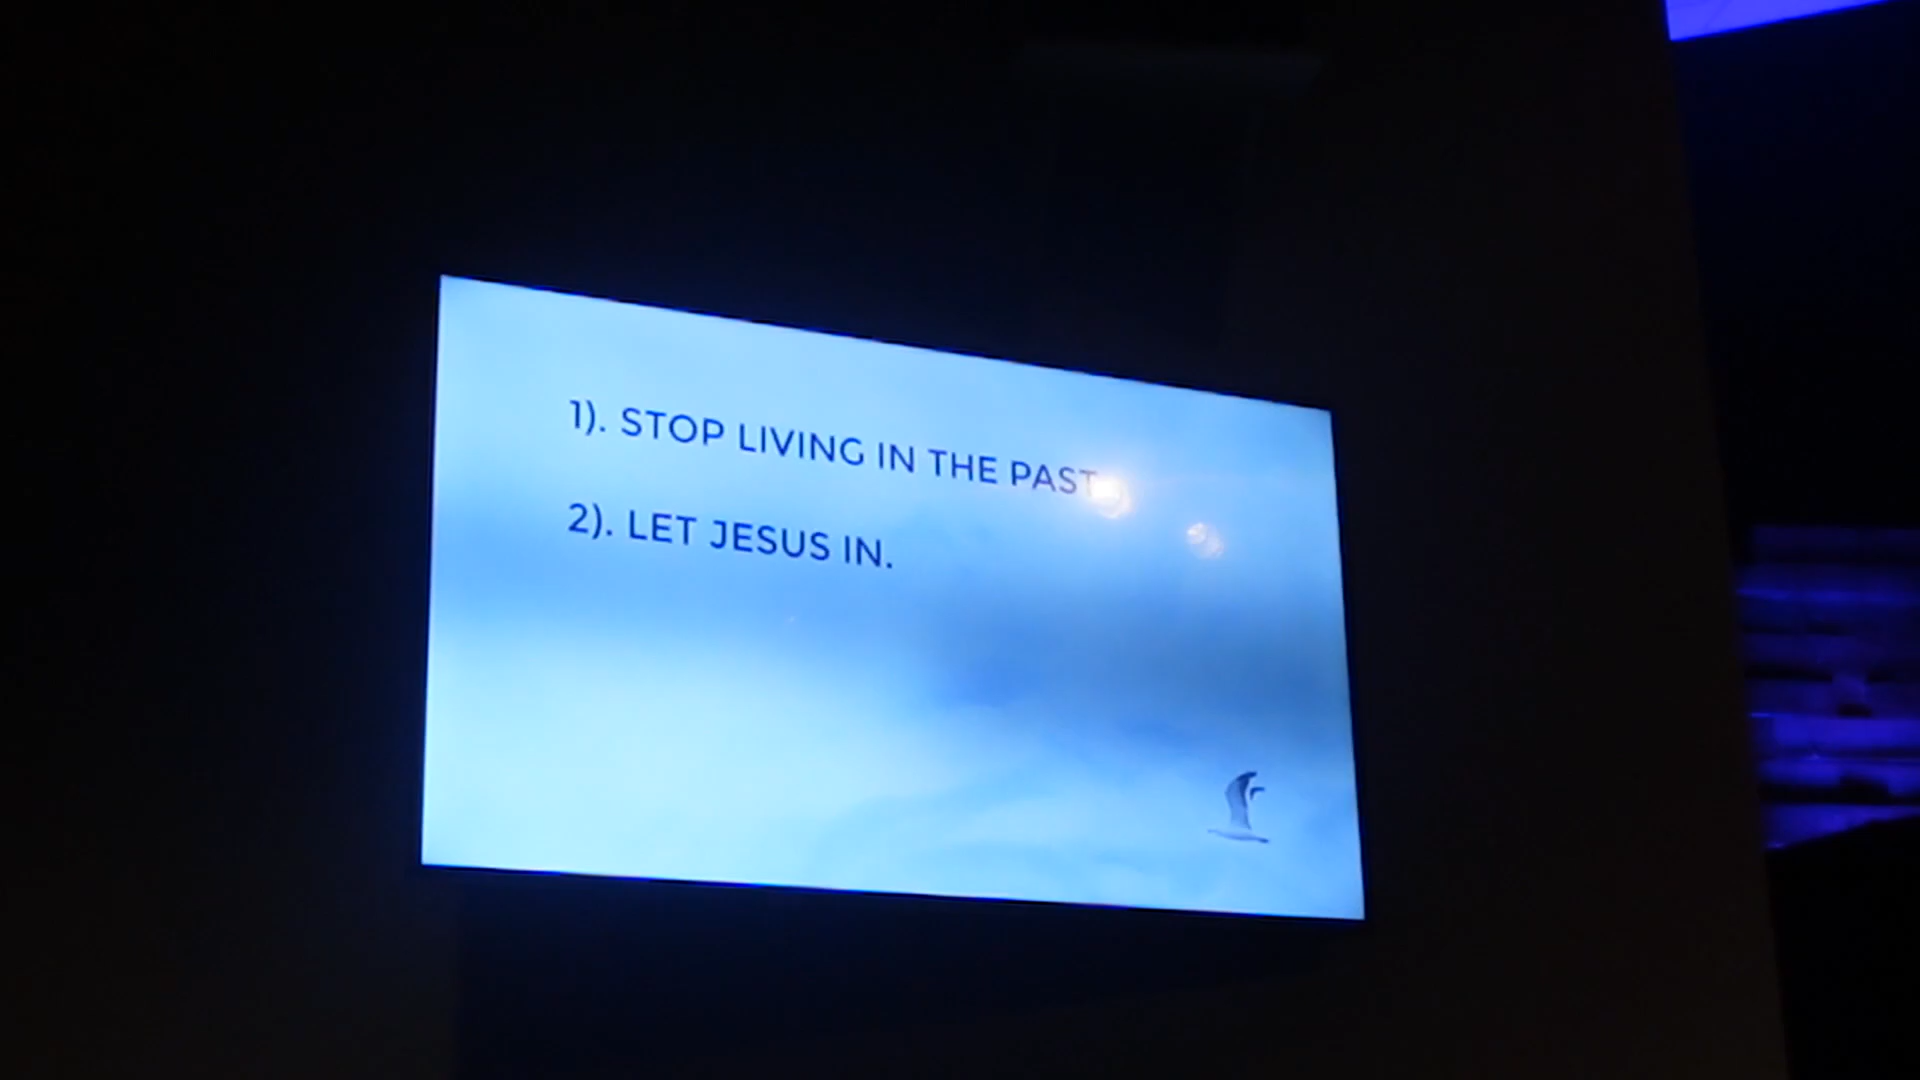 1). STOP LIVING IN THE PAST
2). LET JESUS IN.